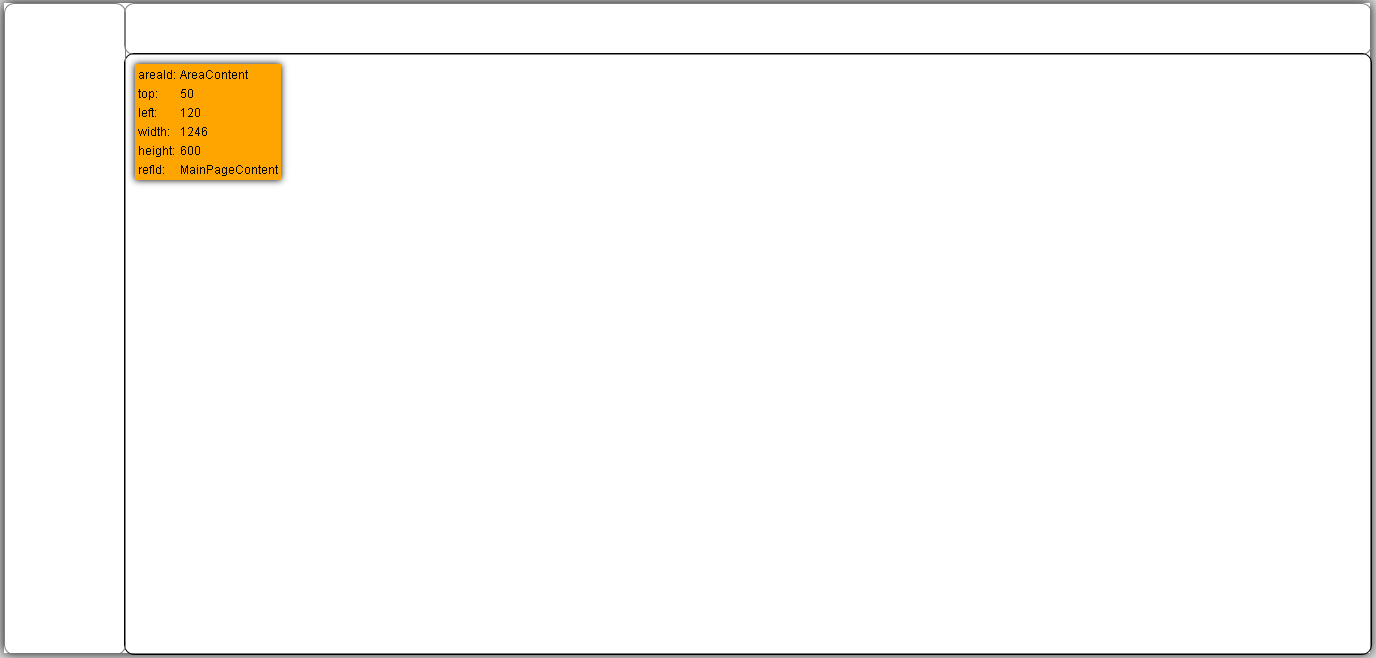 areaId: AreaContent
top: 50
left: 120
width: 1246
height: 600
refId: MainPageContent